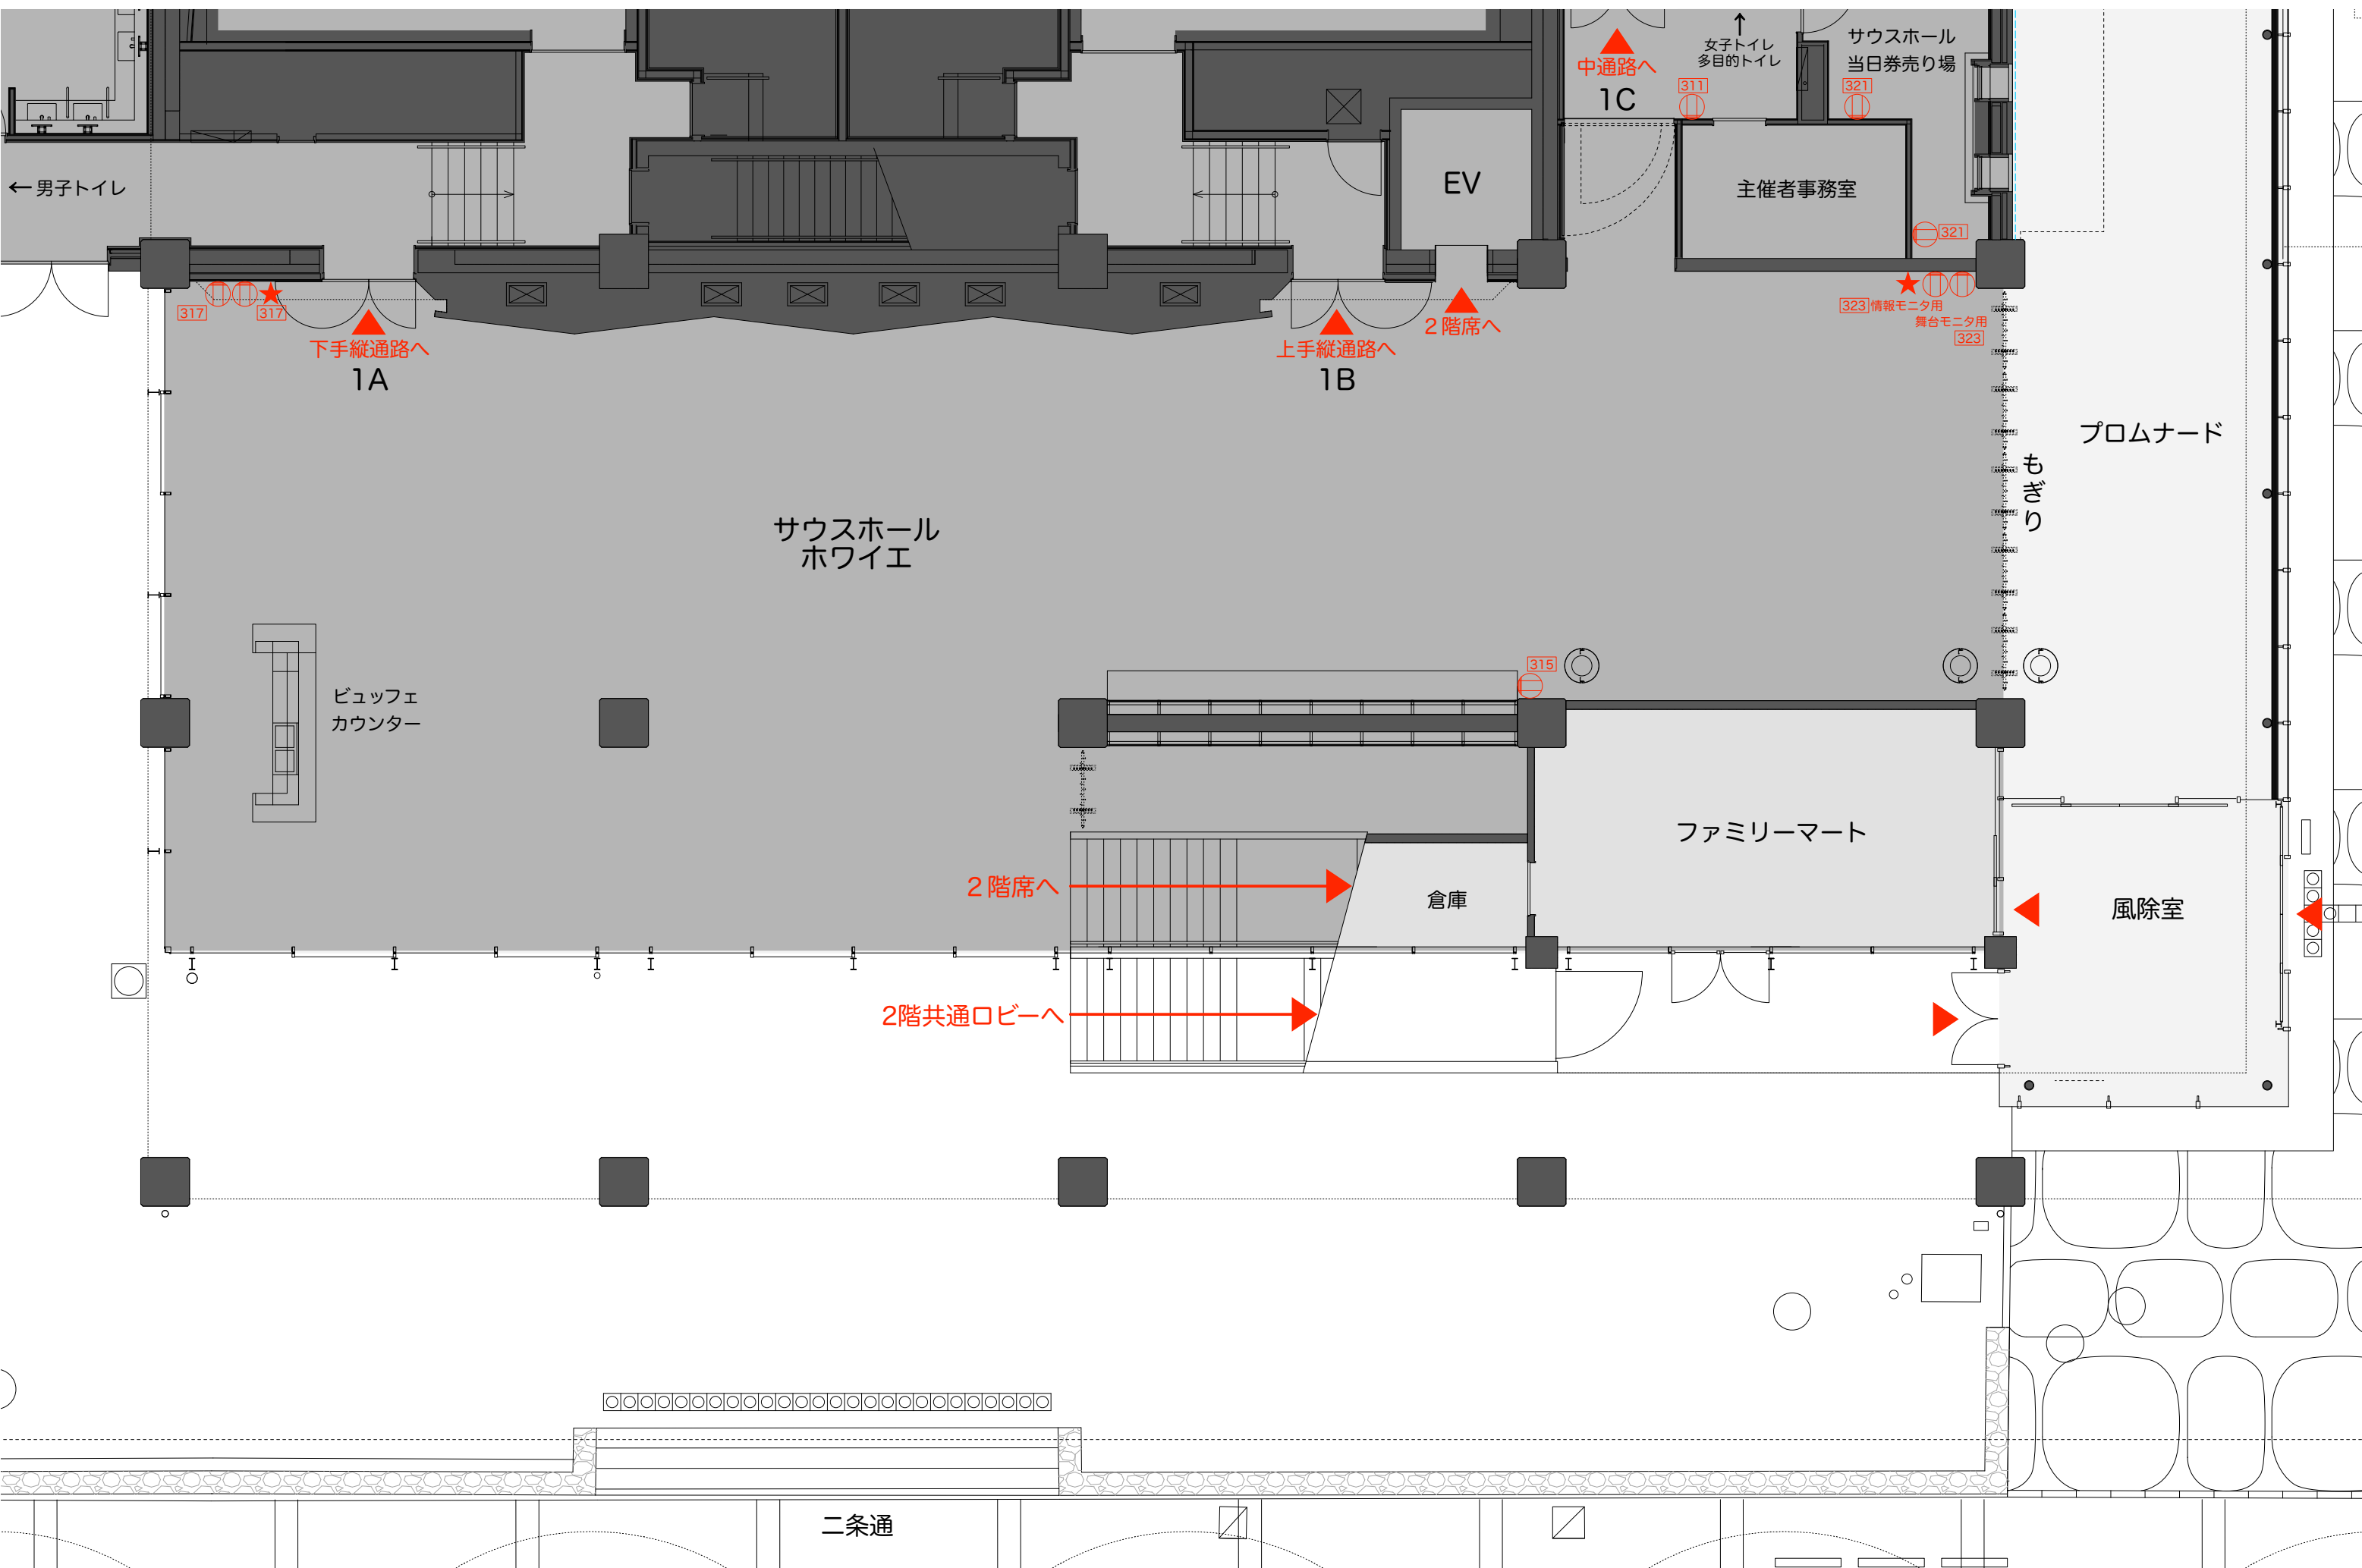 女子トイレ
多目的トイレ
サウスホール
当日券売り場
中通路へ
1C
311
321
←男子トイレ
EV
主催者事務室
321
317
317
下手縦通路へ
1A
上手縦通路へ
1B
2階席へ
323 情報モニタ用
舞台モニタ用
323
プロムナード
もぎり
サウスホール
ホワイエ
315
ビュッフェ
カウンター
ファミリーマート
2階席へ
倉庫
風除室
2階共通ロビーへ
二条通